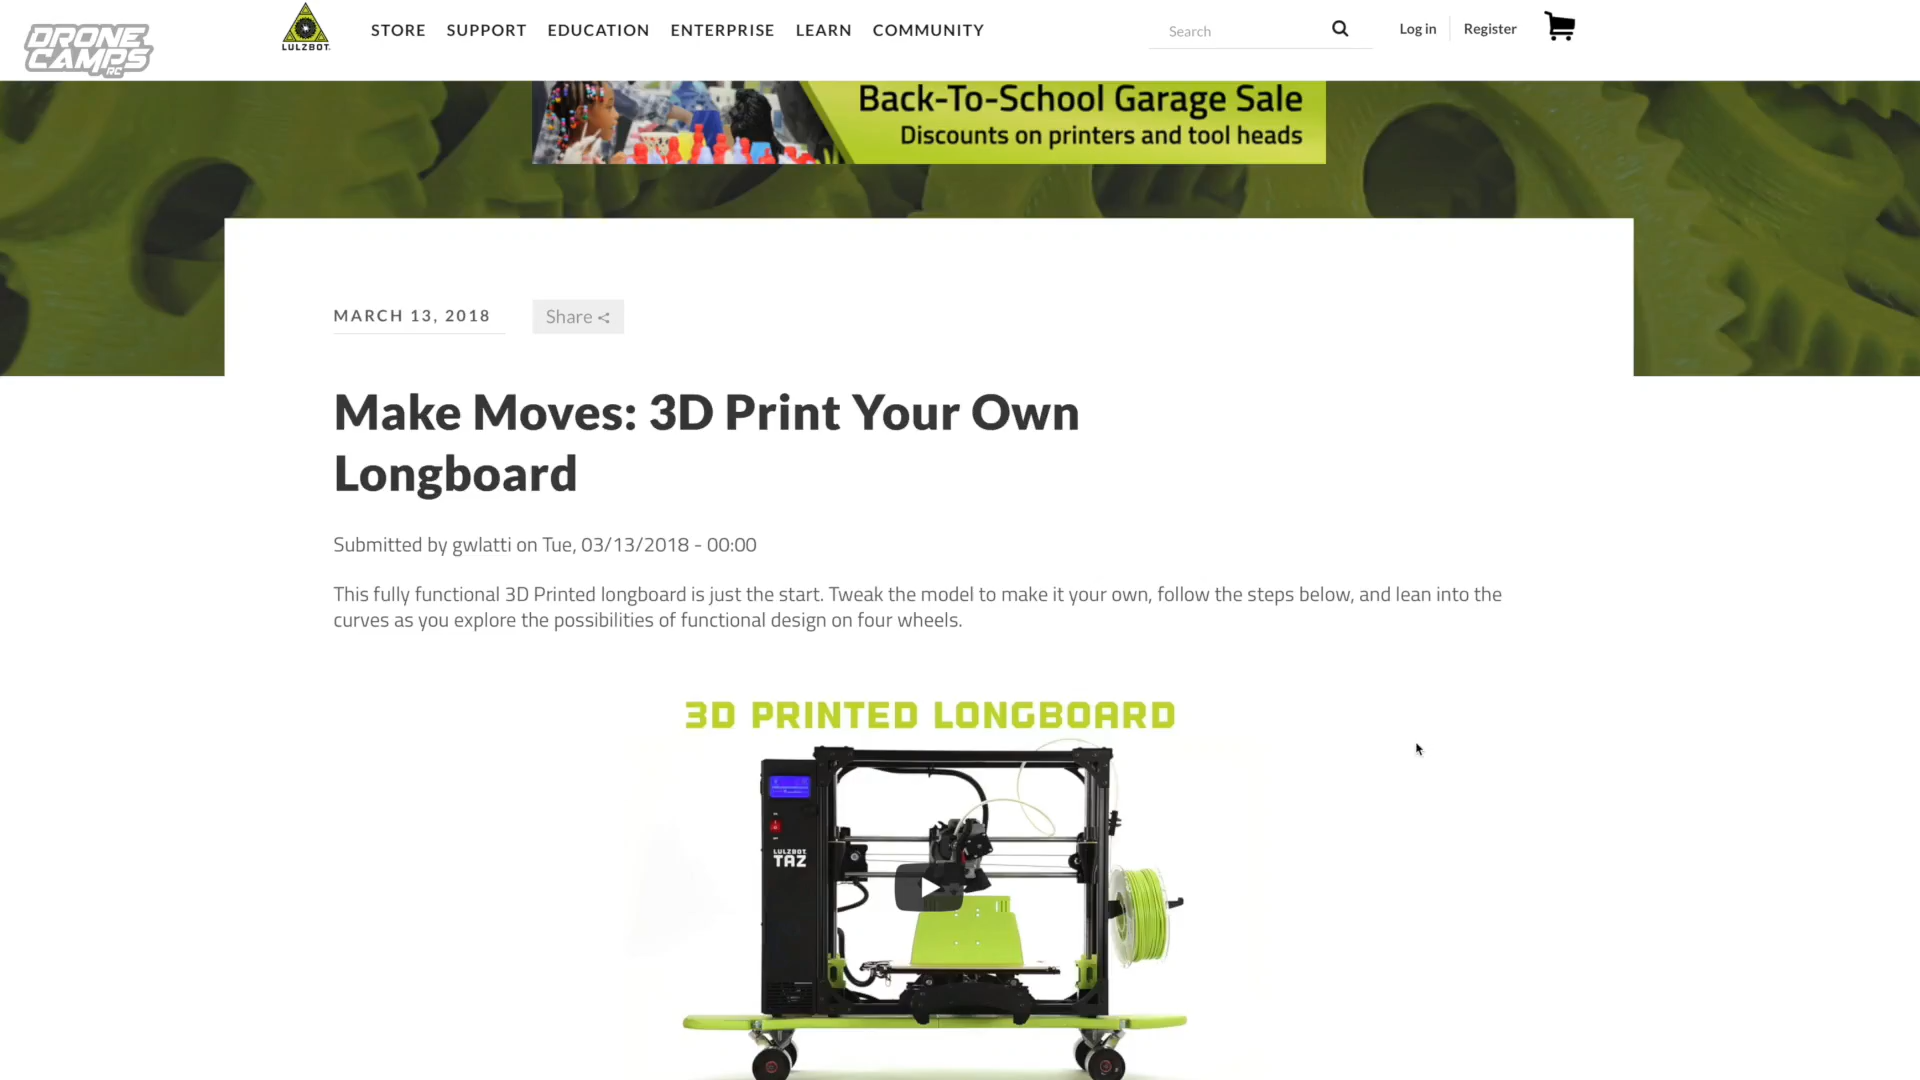 DRONE
CAMPS
RC
LULZBOT
STORE SUPPORT EDUCATION ENTERPRISE LEARN COMMUNITY
Search
Log in Register
Back-To-School Garage Sale
Discounts on printers and tool heads
MARCH 13, 2018
Share
Make Moves: 3D Print Your Own
Longboard
Submitted by gwlatti on Tue, 03/13/2018 - 00:00
This fully functional 3D Printed longboard is just the start. Tweak the model to make it your own, follow the steps below, and lean into the
curves as you explore the possibilities of functional design on four wheels.
3D PRINTED LONGBOARD
LULZBOT
TAZ